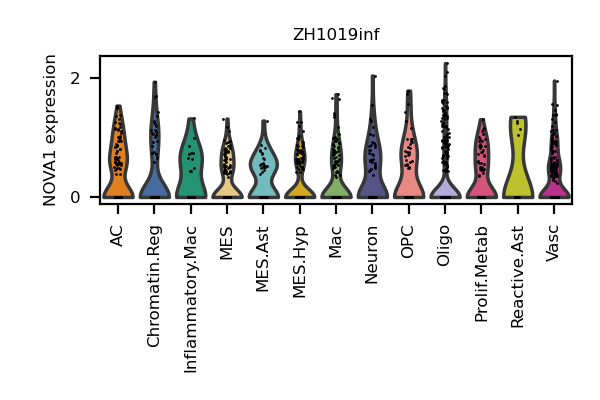 ZH1019inf
NOVA1 expression
2
0
AC
Chromatin.Reg
Inflammatory.Mac
MES
MES.Ast
MES.Hyp
Mac
Neuron
OPC
Oligo
Prolif.Metab
Reactive.Ast
Vasc